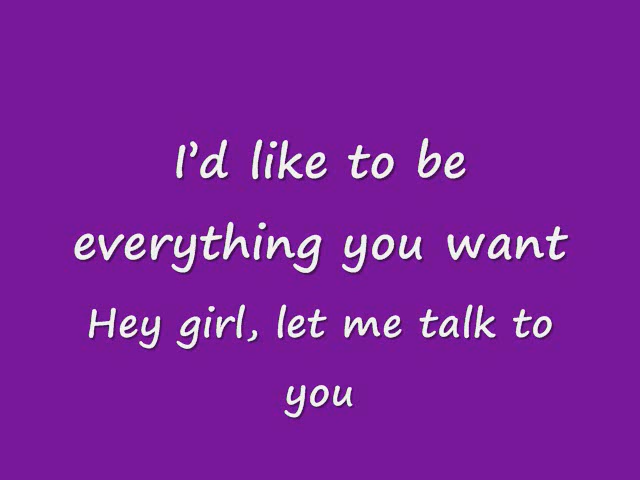 I’d like to be
everything you want
Hey girl, let me talk to
you